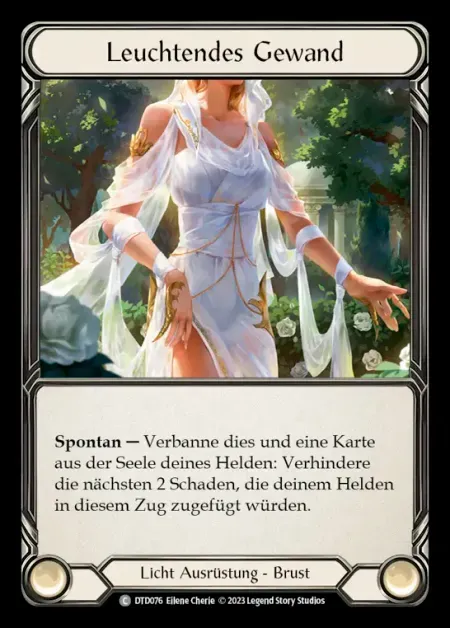 Leuchtendes Gewand
Spontan — Verbanne dies und eine Karte
aus der Seele deines Helden: Verhindere
die nächsten 2 Schaden, die deinem Helden
in diesem Zug zugefügt würden.
Licht Ausrüstung - Brust
C DTD076 Eilene Cherie © 2023 Legend Story Studios